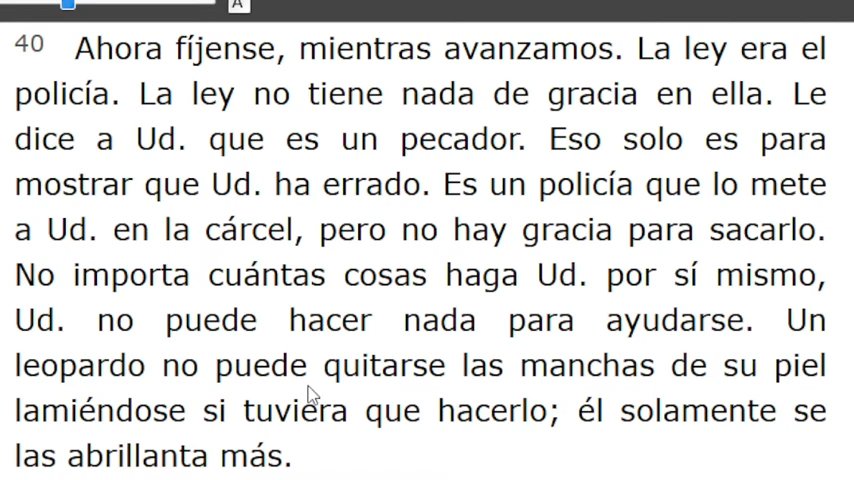 A
40 Ahora fíjense, mientras avanzamos. La ley era el
policía. La ley no tiene nada de gracia en ella. Le
dice a Ud. que es un pecador. Eso solo es para
mostrar que Ud. ha errado. Es un policía que lo mete
a Ud. en la cárcel, pero no hay gracia para sacarlo.
No importa cuántas cosas haga Ud. por sí mismo,
Ud. no puede hacer nada para ayudarse. Un
leopardo no puede quitarse las manchas de su piel
lamiéndose si tuviera que hacerlo; él solamente se
las abrillanta más.